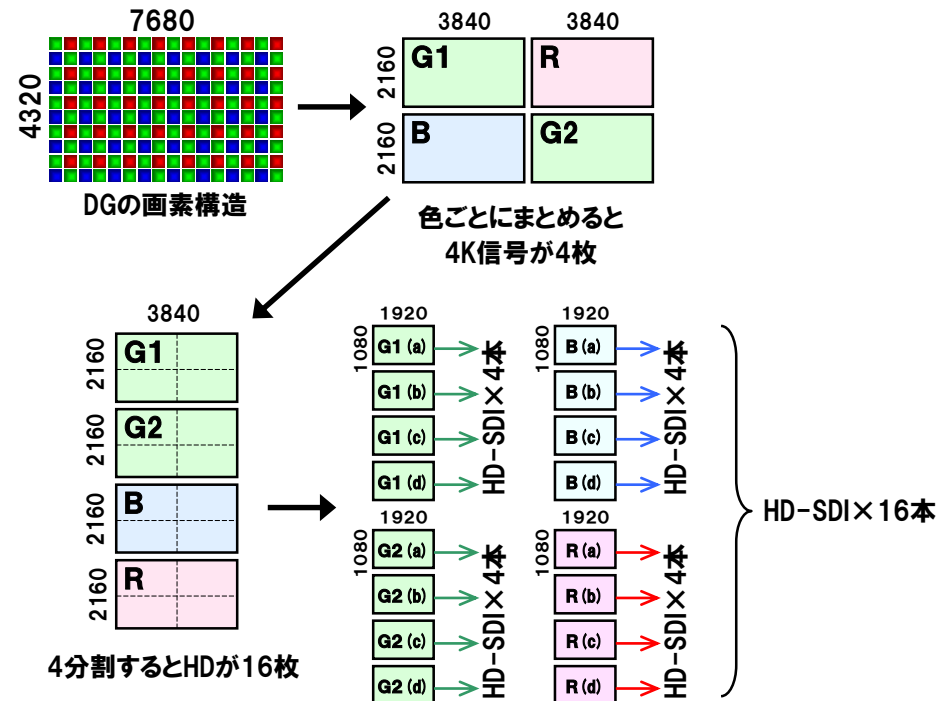 7680
4320
DGの画素構造
3840
3840
2160
G1
R
2160
B
G2
色ごとにまとめると
4K信号が4枚
3840
2160
G1
2160
G2
2160
B
2160
R
4分割するとHDが16枚
1920
1080
G1(a)
G1(b)
G1(c)
G1(d)
HD-SDI×4本
1920
1080
B(a)
B(b)
B(c)
B(d)
HD-SDI×4本
1920
1080
G2(a)
G2(b)
G2(c)
G2(d)
HD-SDI×4本
1920
1080
R(a)
R(b)
R(c)
R(d)
HD-SDI×4本
HD-SDI×16本